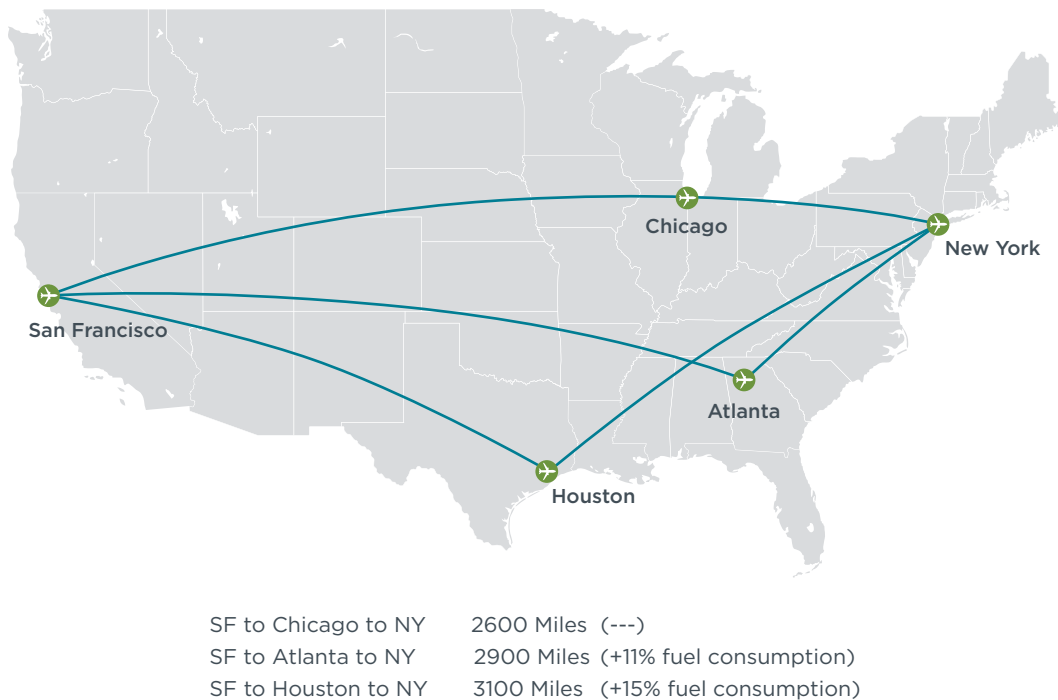 Chicago
New York
San Francisco
Atlanta
Houston
SF to Chicago to NY 2600 Miles (---)
SF to Atlanta to NY 2900 Miles (+11% fuel consumption)
SF to Houston to NY 3100 Miles (+15% fuel consumption)